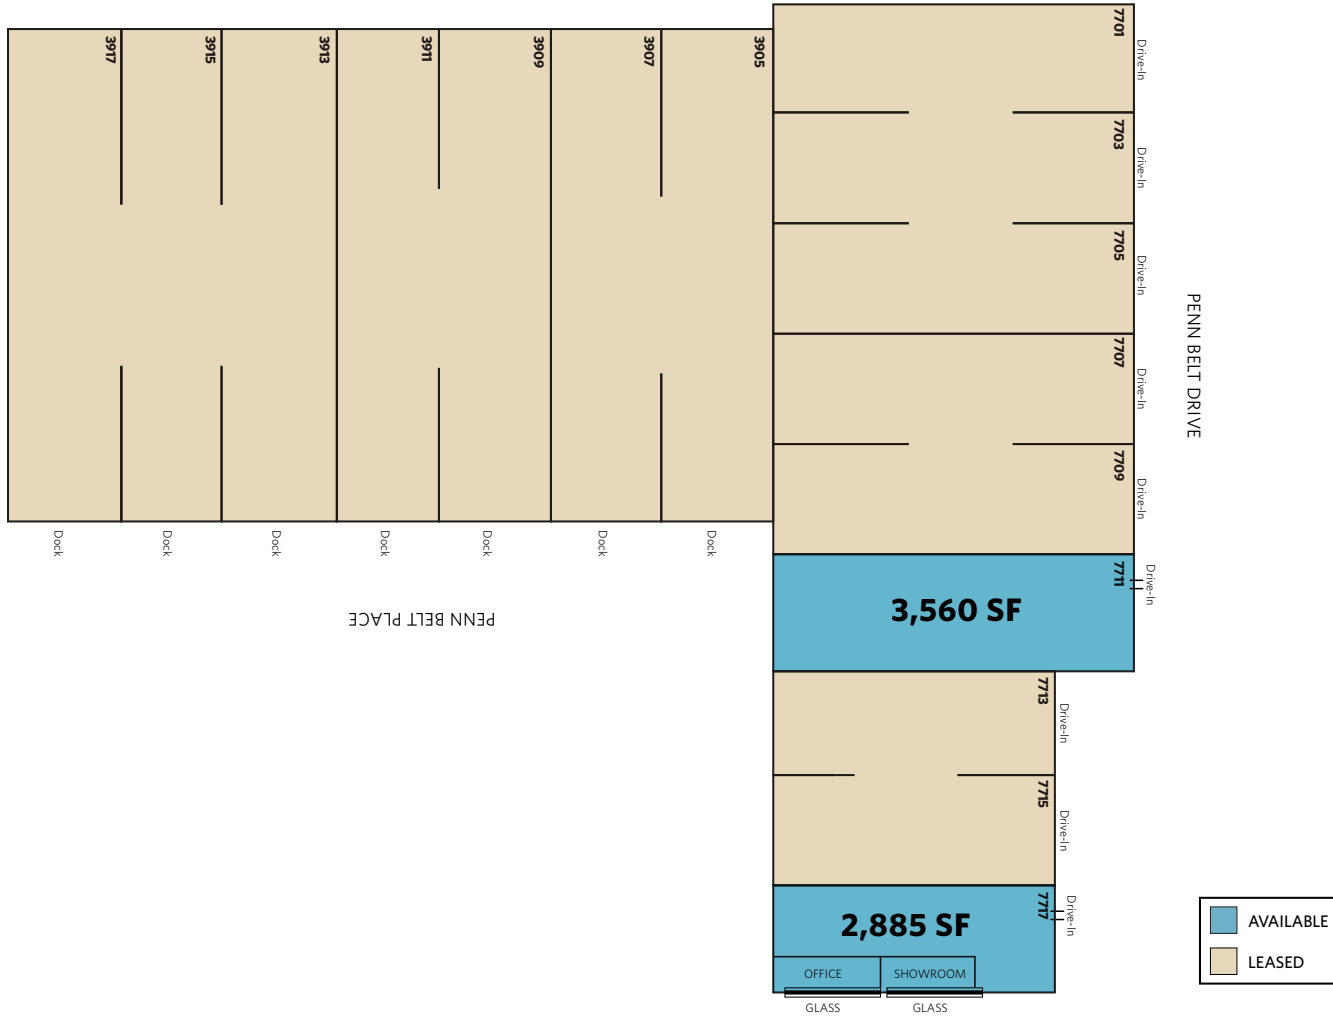 3917
3915
3913
3911
3909
3907
3905
7701
Drive-In
7703
Drive-In
7705
Drive-In
7707
Drive-In
7709
Drive-In
PENN BELT DRIVE
Dock
Dock
Dock
Dock
Dock
Dock
Dock
PENN BELT PLACE
7711
Drive-In
3,560 SF
7713
Drive-In
7715
Drive-In
7717
Drive-In
2,885 SF
OFFICE
SHOWROOM
GLASS
GLASS
AVAILABLE
LEASED